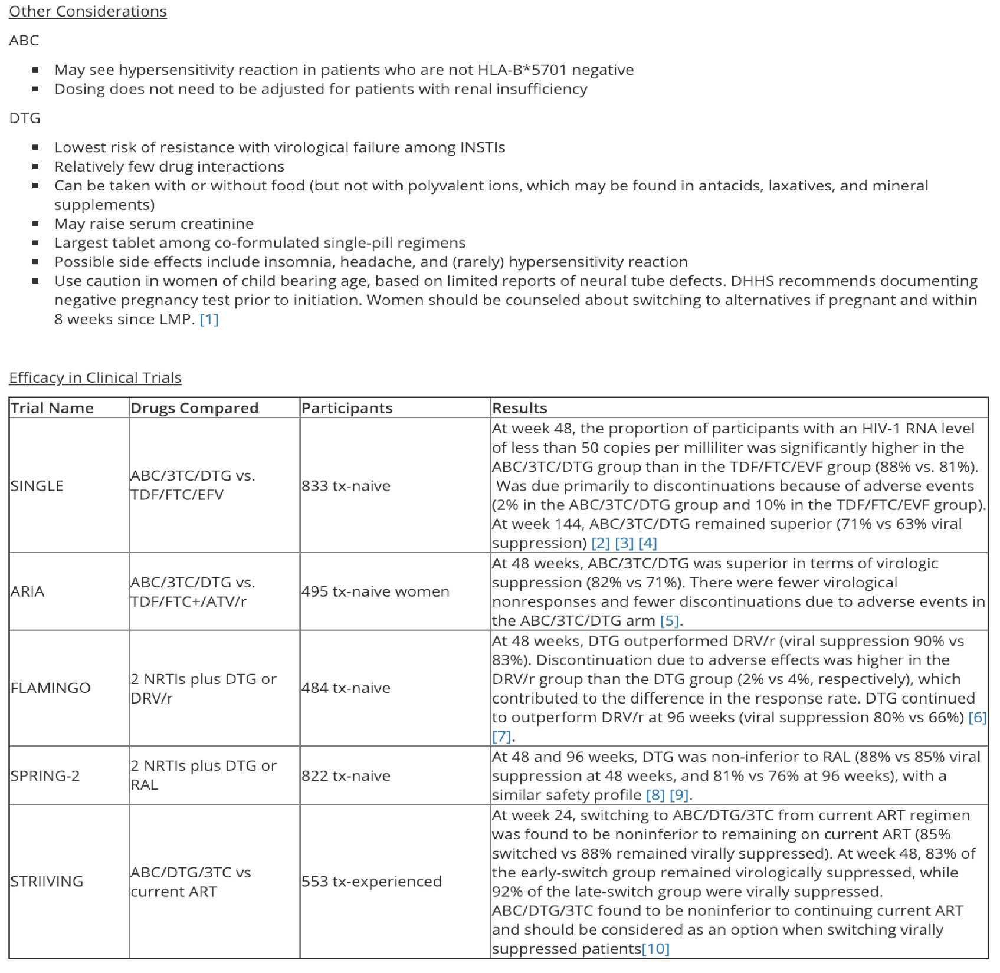 Other Considerations
ABC
▪ May see hypersensitivity reaction in patients who are not HLA-B*5701 negative
▪ Dosing does not need to be adjusted for patients with renal insufficiency
DTG
▪ Lowest risk of resistance with virological failure among INSTIs
▪ Relatively few drug interactions
▪ Can be taken with or without food (but not with polyvalent ions, which may be found in antacids, laxatives, and mineral
supplements)
▪ May raise serum creatinine
▪ Largest tablet among co-formulated single-pill regimens
▪ Possible side effects include insomnia, headache, and (rarely) hypersensitivity reaction
▪ Use caution in women of child bearing age, based on limited reports of neural tube defects. DHHS recommends documenting
negative pregnancy test prior to initiation. Women should be counseled about switching to alternatives if pregnant and within
8 weeks since LMP. [1]
Efficacy in Clinical Trials
Trial Name
Drugs Compared
Participants
Results
SINGLE
ABC/3TC/DTG vs.
TDF/FTC/EFV
833 tx-naive
At week 48, the proportion of participants with an HIV-1 RNA level
of less than 50 copies per milliliter was significantly higher in the
ABC/3TC/DTG group than in the TDF/FTC/EVF group (88% vs. 81%).
Was due primarily to discontinuations because of adverse events
(2% in the ABC/3TC/DTG group and 10% in the TDF/FTC/EVF group).
At week 144, ABC/3TC/DTG remained superior (71% vs 63% viral
suppression) [2] [3] [4]
ARIA
ABC/3TC/DTG vs.
TDF/FTC+/ATV/r
495 tx-naive women
At 48 weeks, ABC/3TC/DTG was superior in terms of virologic
suppression (82% vs 71%). There were fewer virological
nonresponses and fewer discontinuations due to adverse events in
the ABC/3TC/DTG arm [5].
FLAMINGO
2 NRTIs plus DTG or
DRV/r
484 tx-naive
At 48 weeks, DTG outperformed DRV/r (viral suppression 90% vs
83%). Discontinuation due to adverse effects was higher in the
DRV/r group than the DTG group (2% vs 4%, respectively), which
contributed to the difference in the response rate. DTG continued
to outperform DRV/r at 96 weeks (viral suppression 80% vs 66%) [6]
[7].
SPRING-2
2 NRTIs plus DTG or
RAL
822 tx-naive
At 48 and 96 weeks, DTG was non-inferior to RAL (88% vs 85% viral
suppression at 48 weeks, and 81% vs 76% at 96 weeks), with a
similar safety profile [8] [9].
STRIIVING
ABC/DTG/3TC vs
current ART
553 tx-experienced
At week 24, switching to ABC/DTG/3TC from current ART regimen
was found to be noninferior to remaining on current ART (85%
switched vs 88% remained virally suppressed). At week 48, 83% of
the early-switch group remained virologically suppressed, while
92% of the late-switch group were virally suppressed.
ABC/DTG/3TC found to be noninferior to continuing current ART
and should be considered as an option when switching virally
suppressed patients[10]